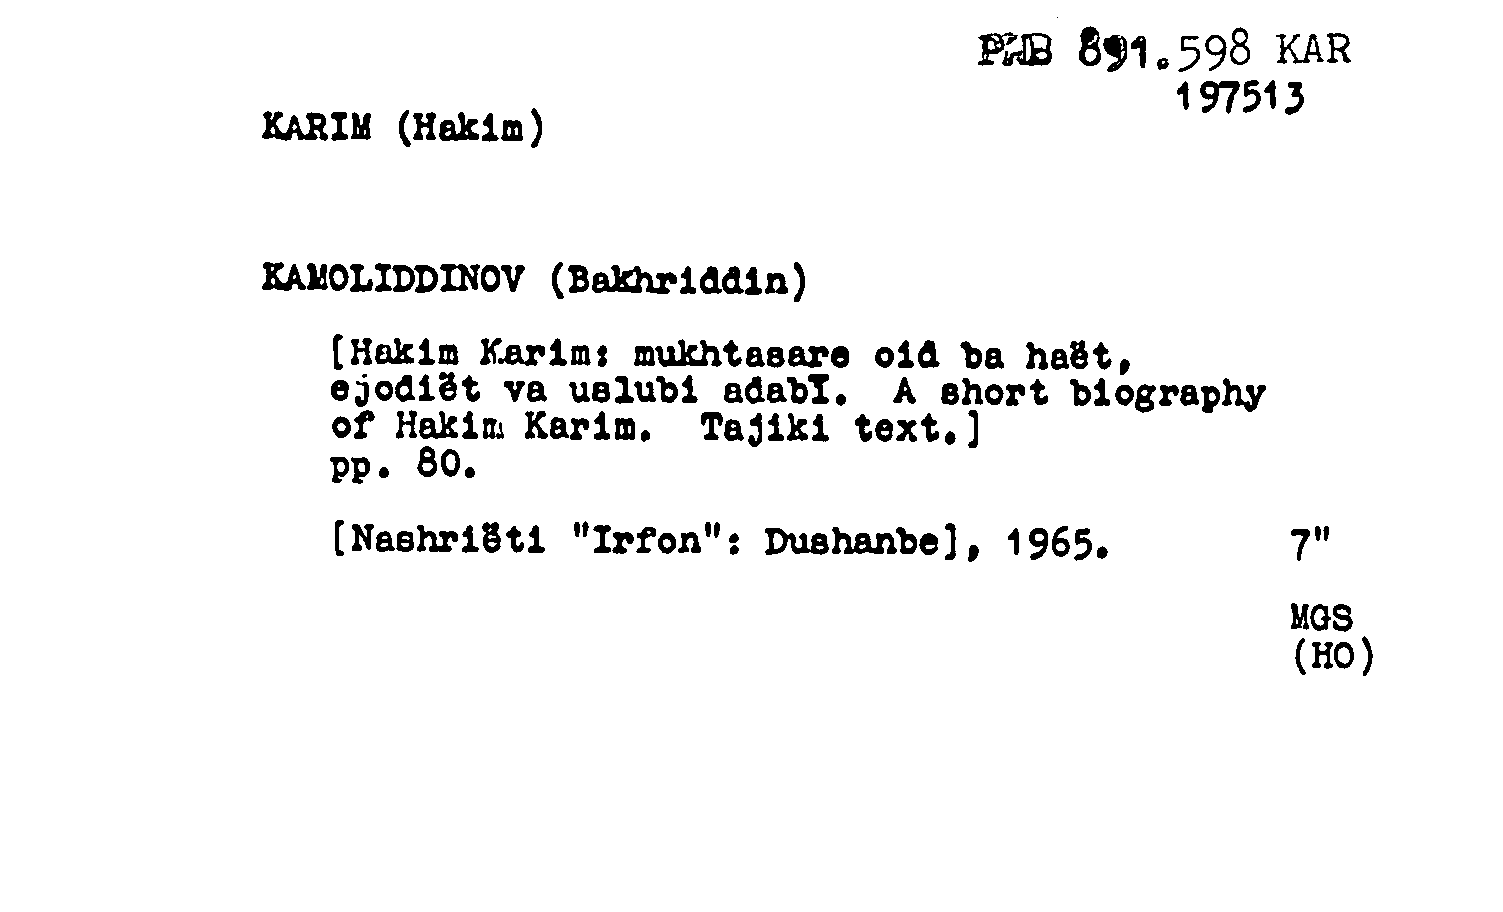 891.598 KAR
197513
KARIM (Hakim)
KAMOLIDDINOV (Bakhriddin)
[Hakim Karim: mukhtasare oid ba haët,
ejodiët va uslubi adabī. A short biography
of Hakim Karim. Tajiki text.]
pp. 80.
[Nashriëti "Irfon": Dushanbe], 1965. 7"
MGS
(HO)